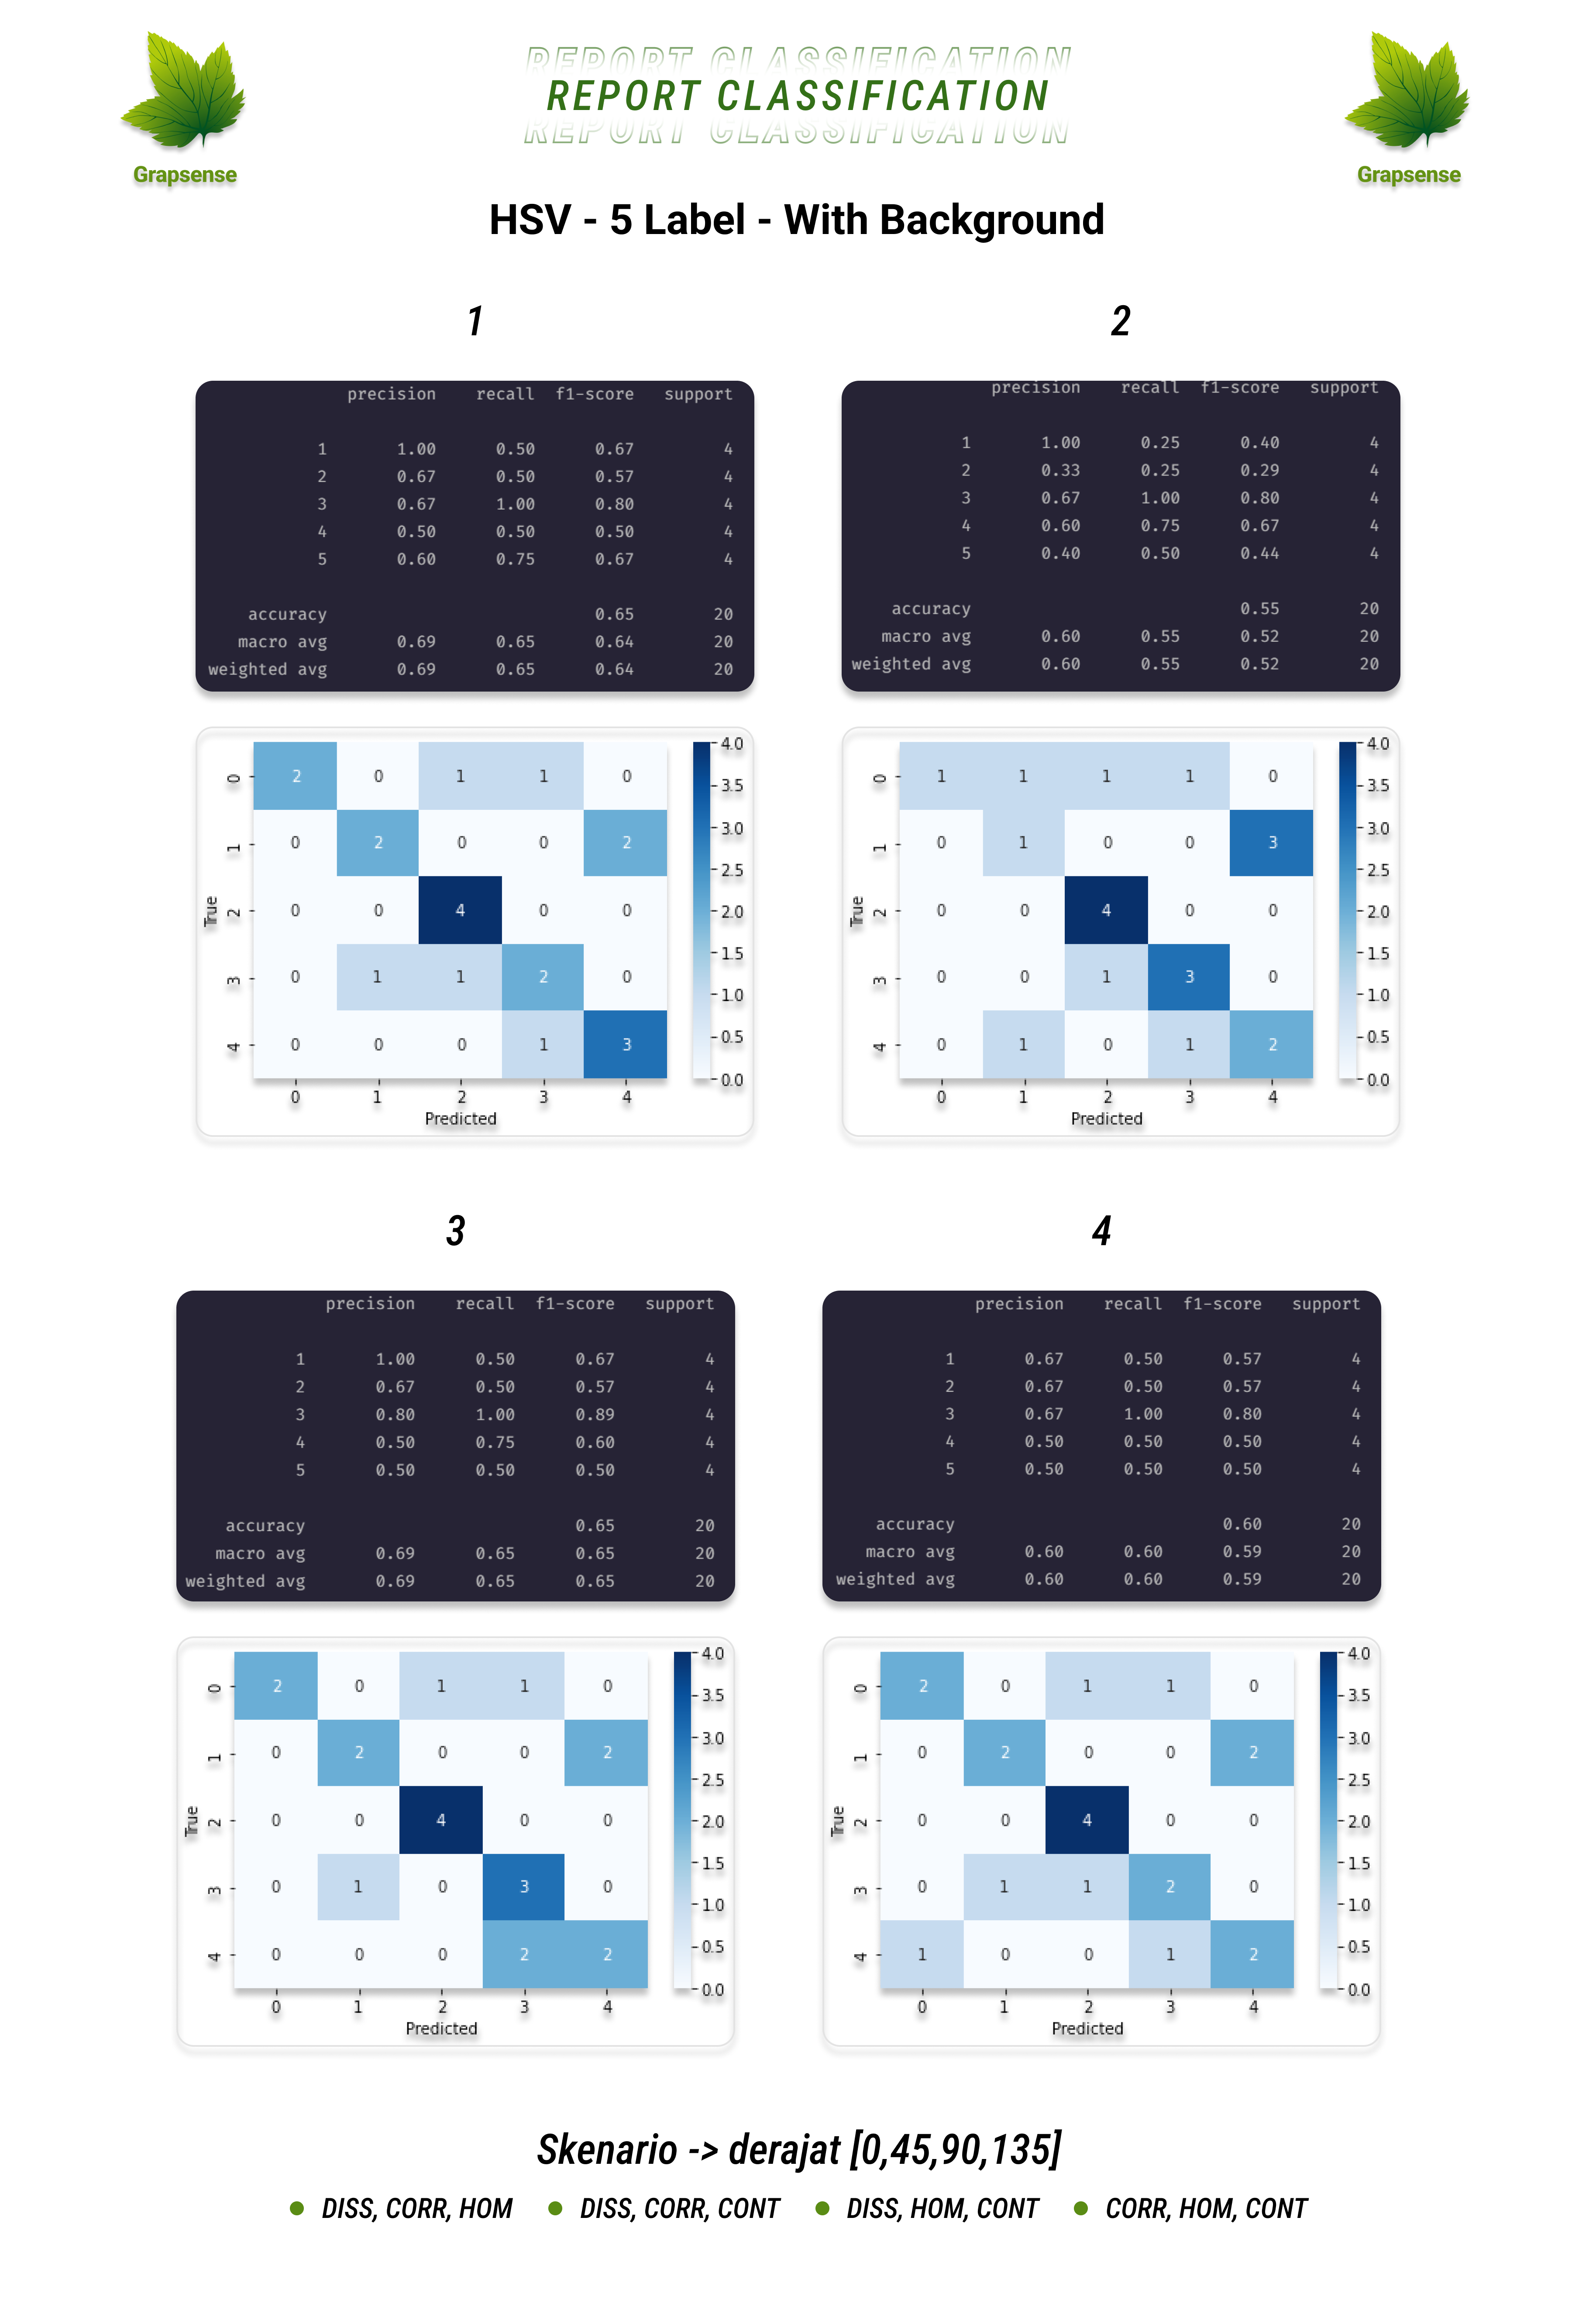 REPORT CLASSIFICATION
REPORT CLASSIFICATION
REPORT CLASSIFICATION
Grapsense
Grapsense
HSV - 5 Label - With Background
1
precision recall f1-score support
1 1.00 0.50 0.67 4
2 0.67 0.50 0.57 4
3 0.67 1.00 0.80 4
4 0.50 0.50 0.50 4
5 0.60 0.75 0.67 4
accuracy 0.65 20
macro avg 0.69 0.65 0.64 20
weighted avg 0.69 0.65 0.64 20
True
0 2 0 1 1 0
1 0 2 0 0 2
2 0 0 4 0 0
3 0 1 1 2 0
4 0 0 0 1 3
0 1 2 3 4
Predicted
4.0
3.5
3.0
2.5
2.0
1.5
1.0
0.5
0.0
2
precision recall f1-score support
1 1.00 0.25 0.40 4
2 0.33 0.25 0.29 4
3 0.67 1.00 0.80 4
4 0.60 0.75 0.67 4
5 0.40 0.50 0.44 4
accuracy 0.55 20
macro avg 0.60 0.55 0.52 20
weighted avg 0.60 0.55 0.52 20
True
0 1 1 1 1 0
1 0 1 0 0 3
2 0 0 4 0 0
3 0 0 1 3 0
4 0 1 0 1 2
0 1 2 3 4
Predicted
4.0
3.5
3.0
2.5
2.0
1.5
1.0
0.5
0.0
3
precision recall f1-score support
1 1.00 0.50 0.67 4
2 0.67 0.50 0.57 4
3 0.80 1.00 0.89 4
4 0.50 0.75 0.60 4
5 0.50 0.50 0.50 4
accuracy 0.65 20
macro avg 0.69 0.65 0.65 20
weighted avg 0.69 0.65 0.65 20
True
0 2 0 1 1 0
1 0 2 0 0 2
2 0 0 4 0 0
3 0 1 0 3 0
4 0 0 0 2 2
0 1 2 3 4
Predicted
4.0
3.5
3.0
2.5
2.0
1.5
1.0
0.5
0.0
4
precision recall f1-score support
1 0.67 0.50 0.57 4
2 0.67 0.50 0.57 4
3 0.67 1.00 0.80 4
4 0.50 0.50 0.50 4
5 0.50 0.50 0.50 4
accuracy 0.60 20
macro avg 0.60 0.60 0.59 20
weighted avg 0.60 0.60 0.59 20
True
0 2 0 1 1 0
1 0 2 0 0 2
2 0 0 4 0 0
3 0 1 1 2 0
4 1 0 0 1 2
0 1 2 3 4
Predicted
4.0
3.5
3.0
2.5
2.0
1.5
1.0
0.5
0.0
Skenario -> derajat [0,45,90,135]
DISS, CORR, HOM
DISS, CORR, CONT
DISS, HOM, CONT
CORR, HOM, CONT